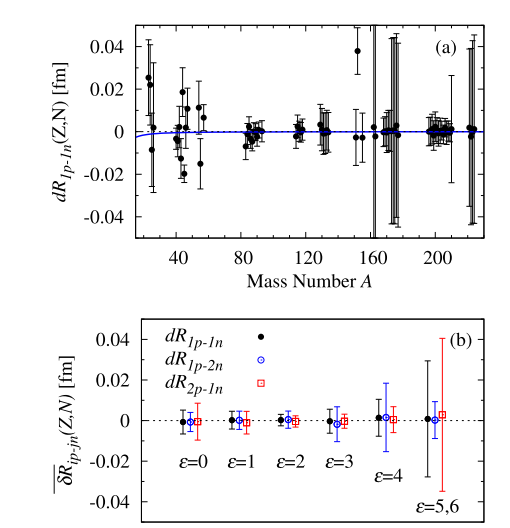 0.04
0.02
0
-0.02
-0.04
dR1p-1n(Z,N) [fm]
(a)
40 80 120 160 200
Mass Number A
0.04
0.02
0
-0.02
-0.04
δRip-jn(Z,N) [fm]
(b)
dR1p-1n
dR1p-2n
dR2p-1n
ε=0 ε=1 ε=2 ε=3 ε=4 ε=5,6